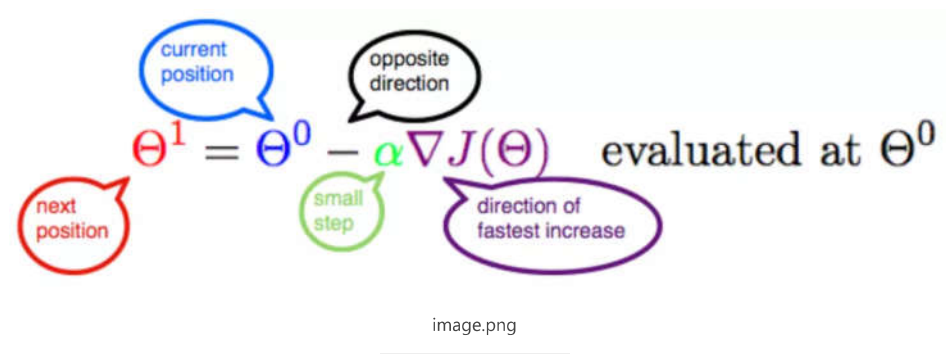 current
position
opposite
direction
Θ¹ = Θ⁰ − α∇J(Θ) evaluated at Θ⁰
next
position
small
step
direction of
fastest increase
image.png